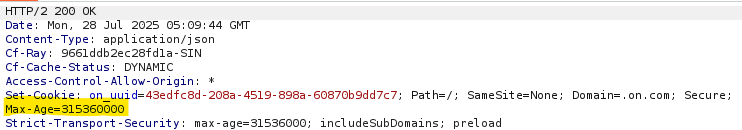 HTTP/2 200 OK
Date: Mon, 28 Jul 2025 05:09:44 GMT
Content-Type: application/json
Cf-Ray: 9661ddb2ec28fd1a-SIN
Cf-Cache-Status: DYNAMIC
Access-Control-Allow-Origin: *
Set-Cookie: on_uuid=43edfc8d-208a-4519-898a-60870b9dd7c7; Path=/; SameSite=None; Domain=.on.com; Secure;
Max-Age=315360000
Strict-Transport-Security: max-age=31536000; includeSubDomains; preload